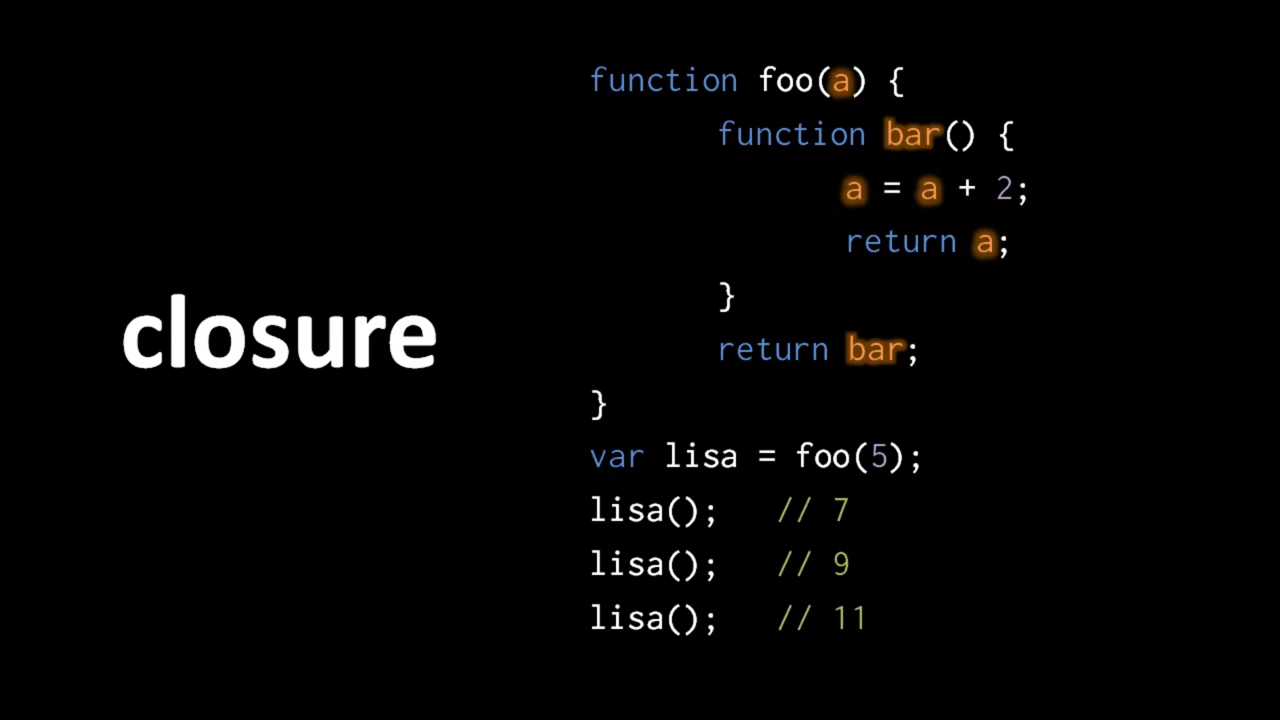 closure
function foo(a) {
function bar() {
a = a + 2;
return a;
}
return bar;
}
var lisa = foo(5);
lisa();   // 7
lisa();   // 9
lisa();   // 11